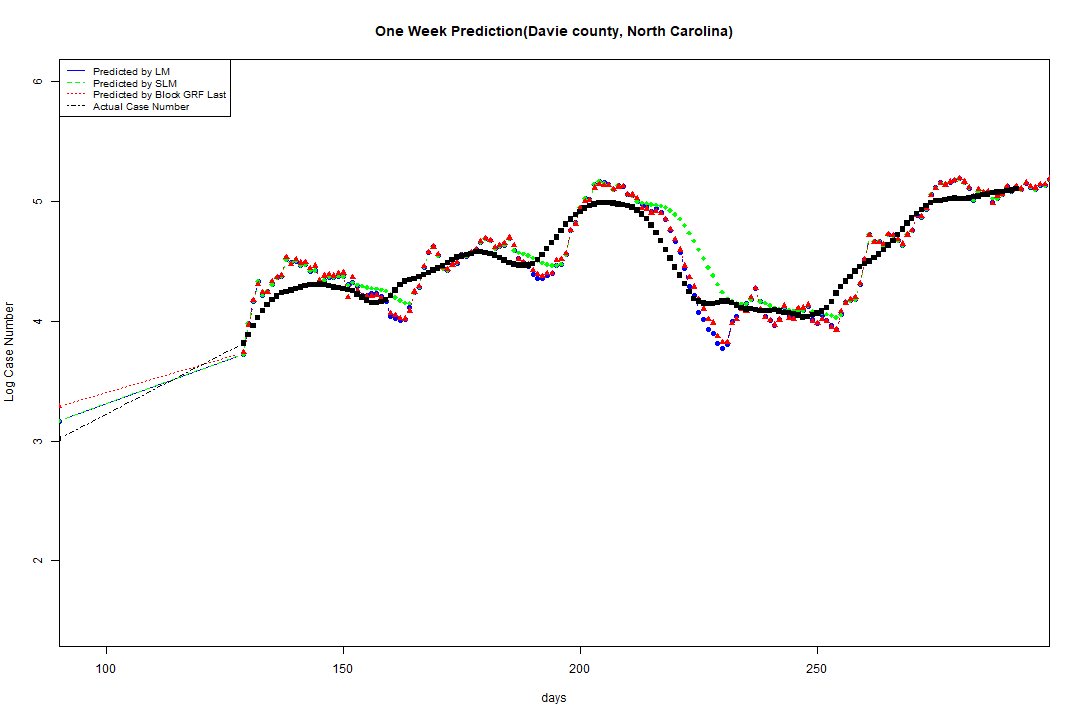 One Week Prediction(Davie county, North Carolina)
Predicted by LM
Predicted by SLM
Predicted by Block GRF Last
Actual Case Number
6
5
4
3
2
Log Case Number
100 150 200 250
days